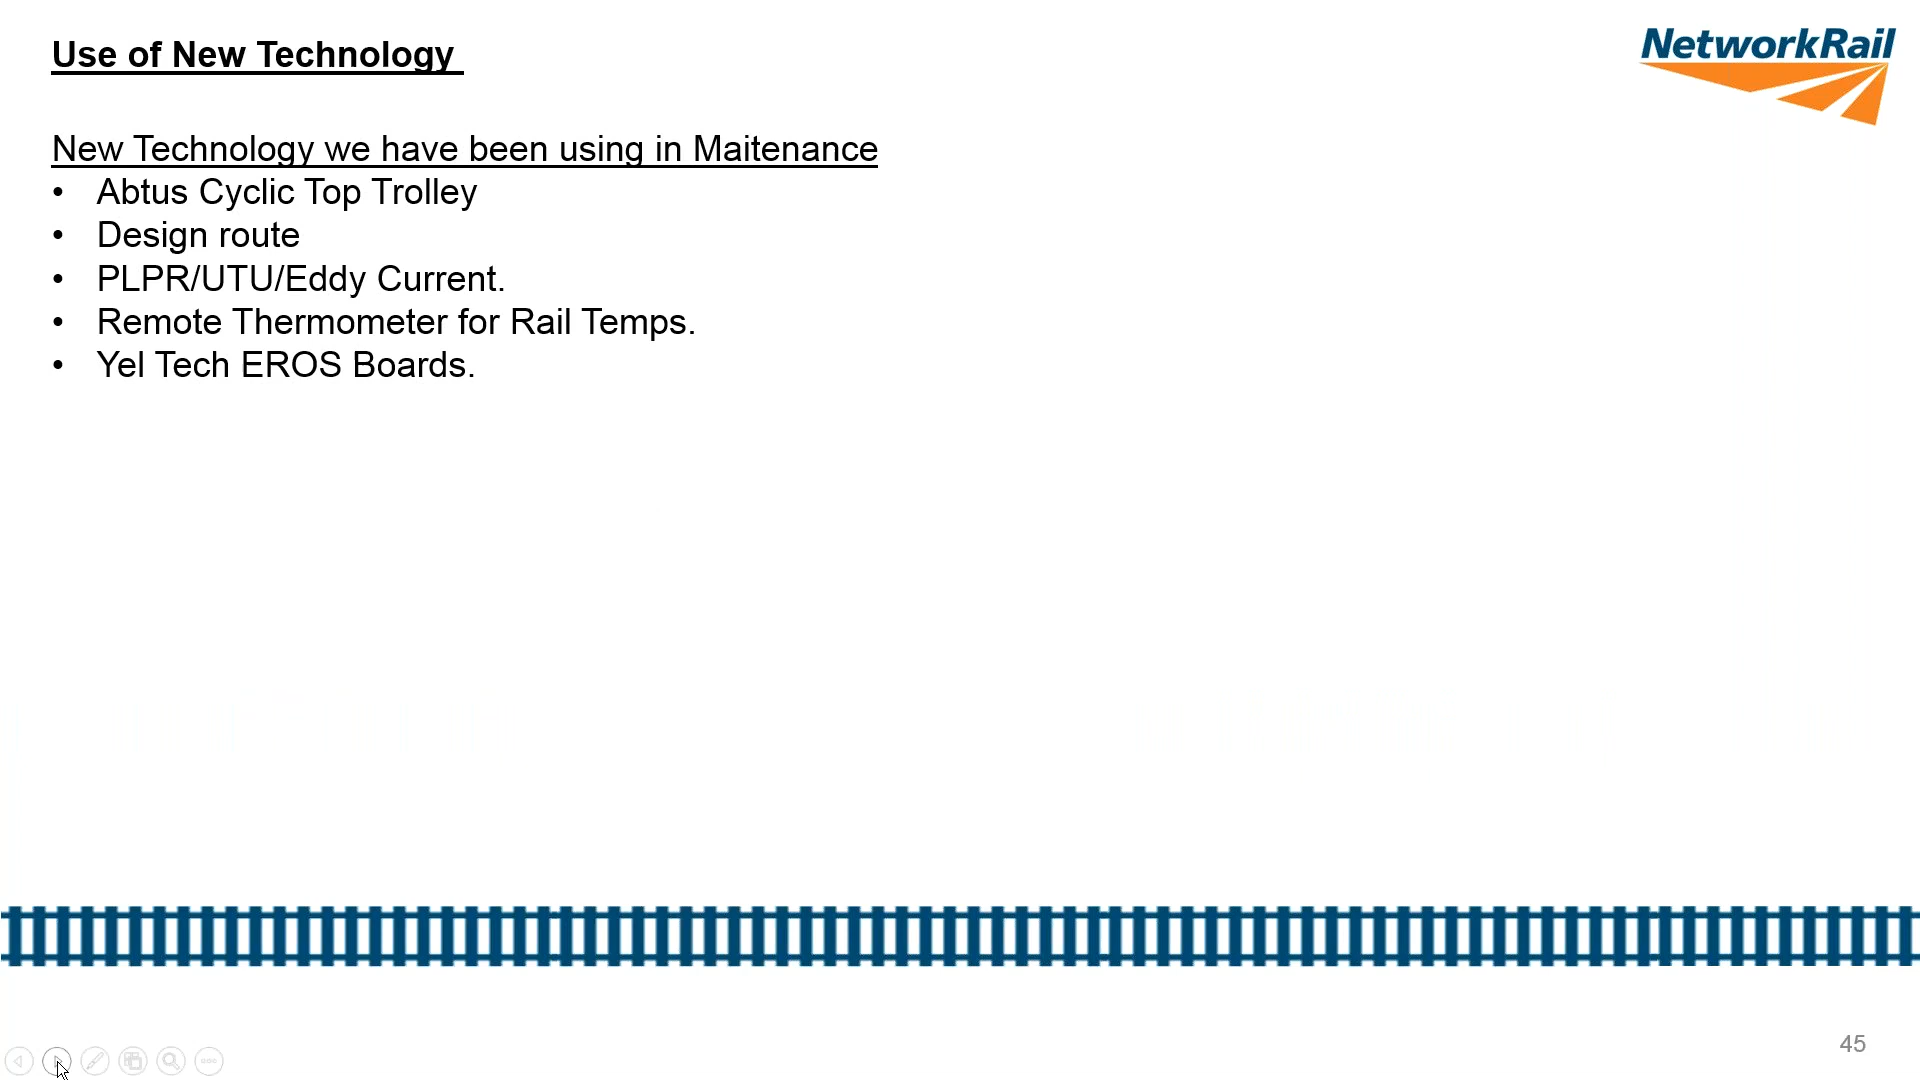 Use of New Technology
NetworkRail
New Technology we have been using in Maitenance
• Abtus Cyclic Top Trolley
• Design route
• PLPR/UTU/Eddy Current.
• Remote Thermometer for Rail Temps.
• Yel Tech EROS Boards.
45